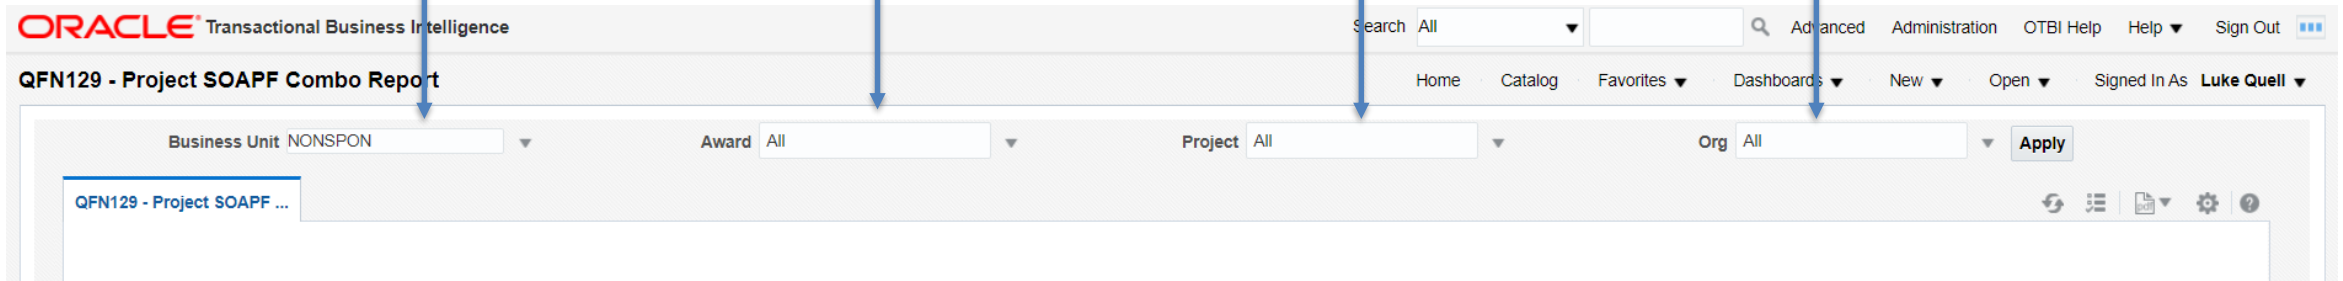 ORACLE Transactional Business Intelligence Search All Advanced Administration OTBI Help Help Sign Out
QFN129 - Project SOAPF Combo Report Home Catalog Favorites Dashboards New Open Signed In As Luke Quell
Business Unit NONSPON Award All Project All Org All Apply
QFN129 - Project SOAPF ... pdf